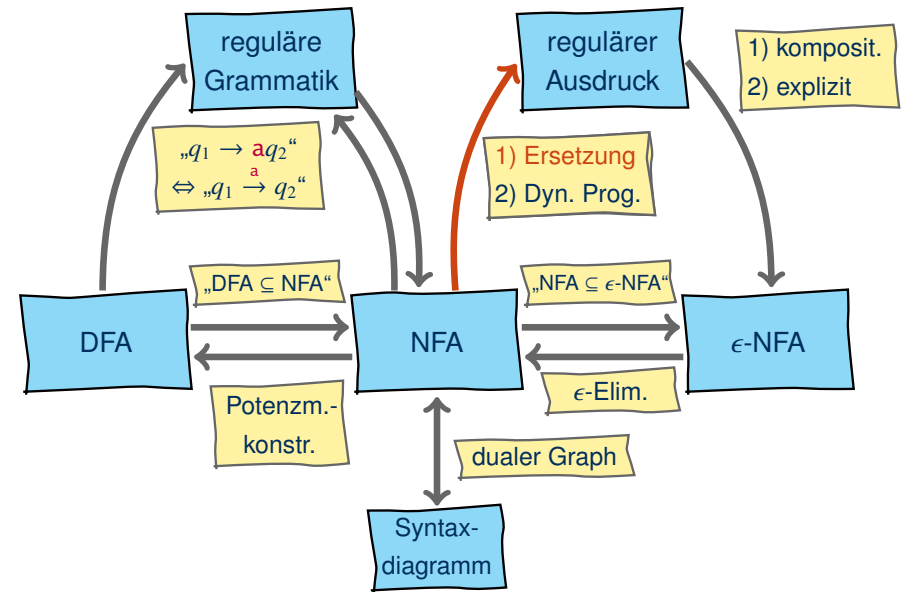 reguläre
Grammatik
regulärer
Ausdruck
1) komposit.
2) explizit
„q₁ → aq₂“
⇔ „q₁ →ᵃ q₂“
1) Ersetzung
2) Dyn. Prog.
„DFA ⊆ NFA“
„NFA ⊆ ϵ-NFA“
DFA
NFA
ϵ-NFA
Potenzm.-
konstr.
ϵ-Elim.
dualer Graph
Syntax-
diagramm